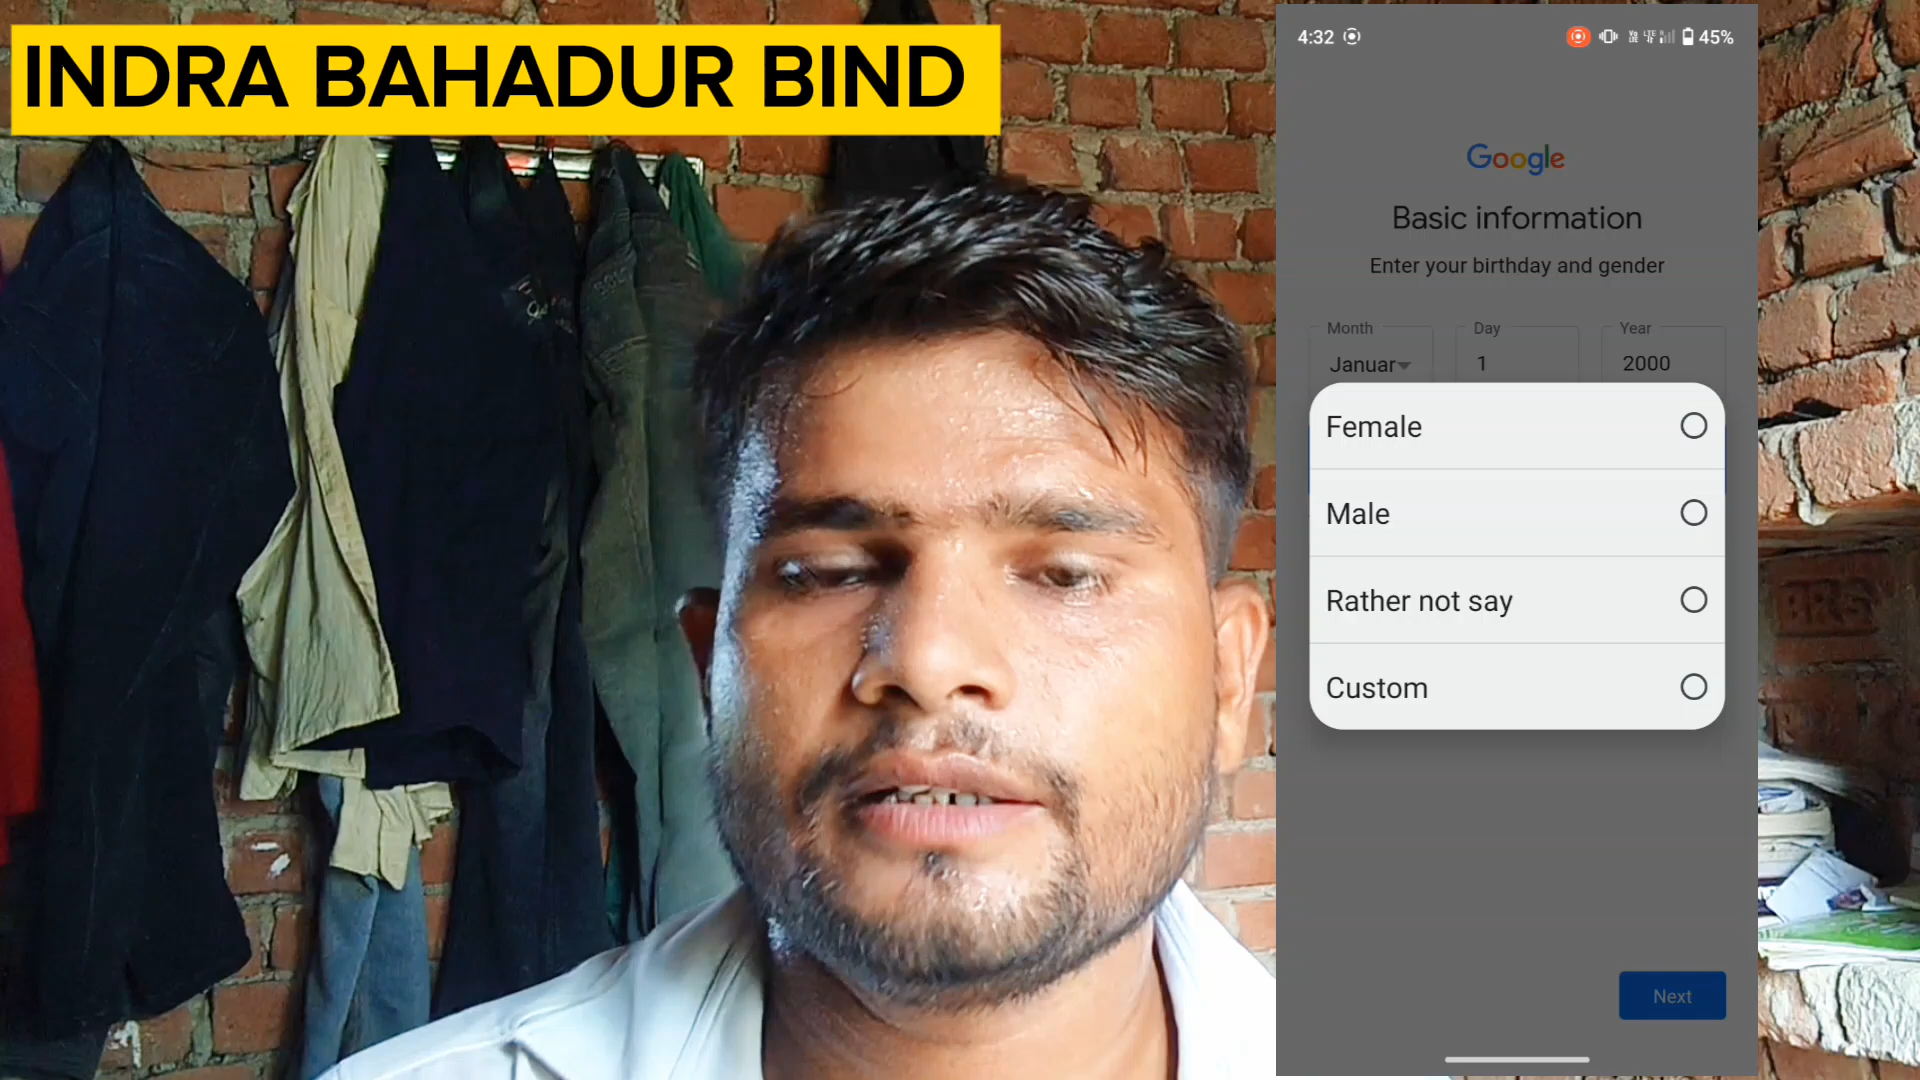 INDRA BAHADUR BIND
4:32
45%
Google
Basic information
Enter your birthday and gender
Month
Day
Year
Januar
1
2000
Female
Male
Rather not say
Custom
Next
BRS